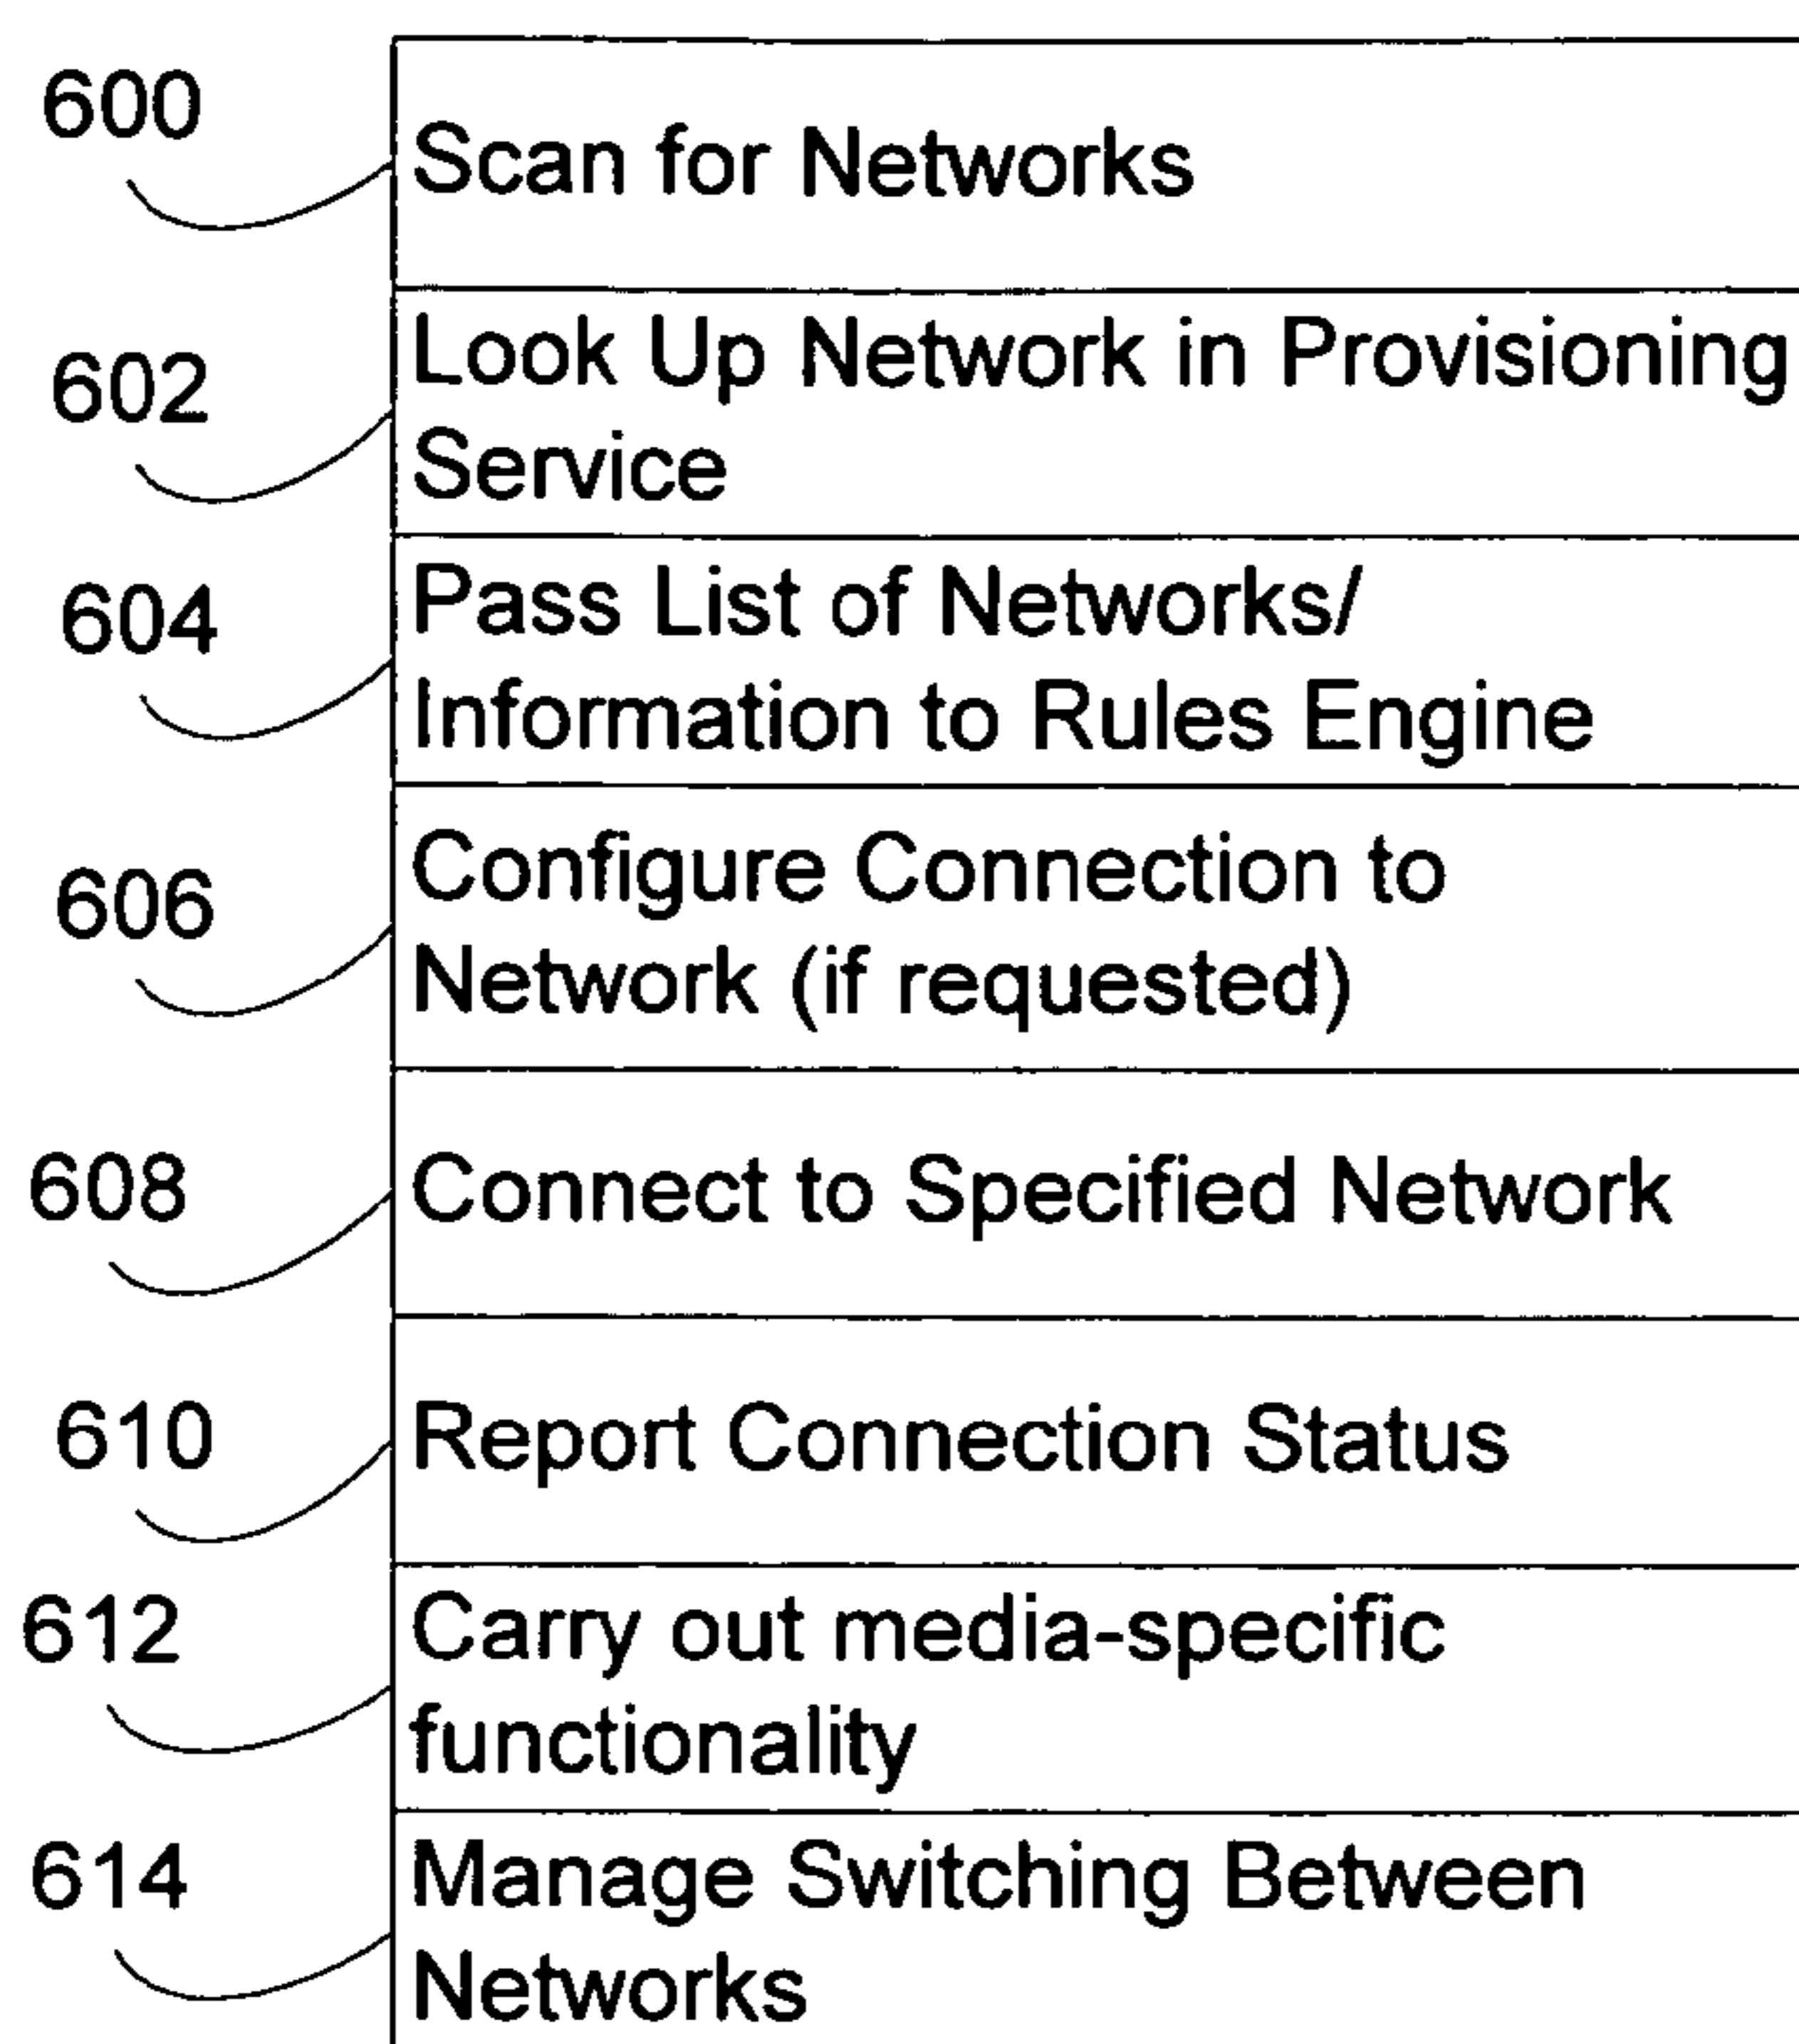 600
Scan for Networks
602
Look Up Network in Provisioning
Service
604
Pass List of Networks/
Information to Rules Engine
606
Configure Connection to
Network (if requested)
608
Connect to Specified Network
610
Report Connection Status
612
Carry out media-specific
functionality
614
Manage Switching Between
Networks